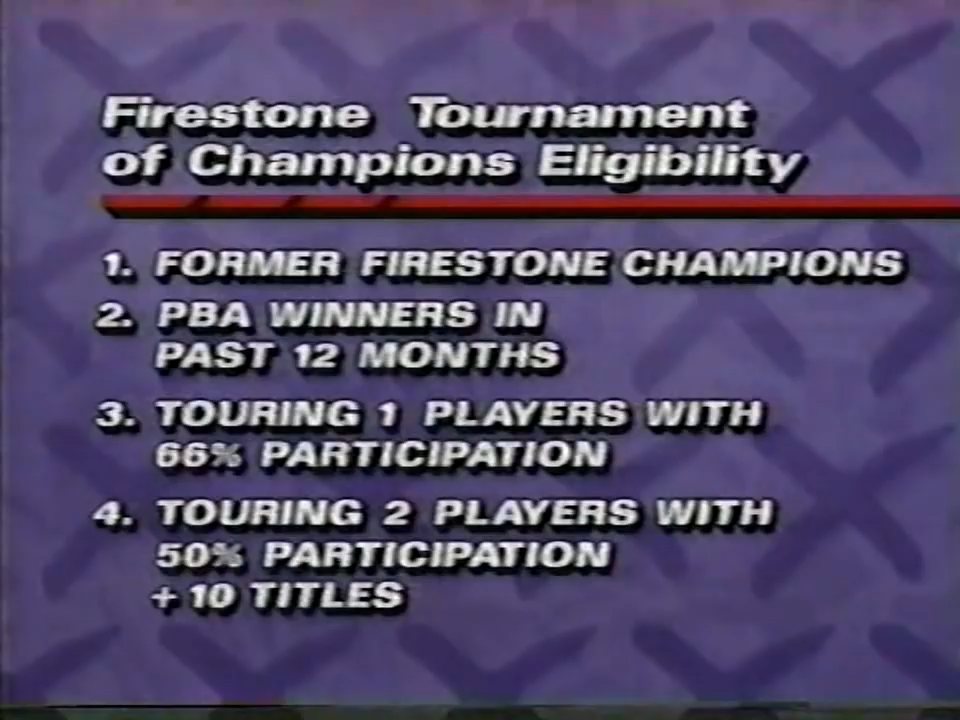 Firestone Tournament
of Champions Eligibility
1. FORMER FIRESTONE CHAMPIONS
2. PBA WINNERS IN
PAST 12 MONTHS
3. TOURING 1 PLAYERS WITH
66% PARTICIPATION
4. TOURING 2 PLAYERS WITH
50% PARTICIPATION
+ 10 TITLES